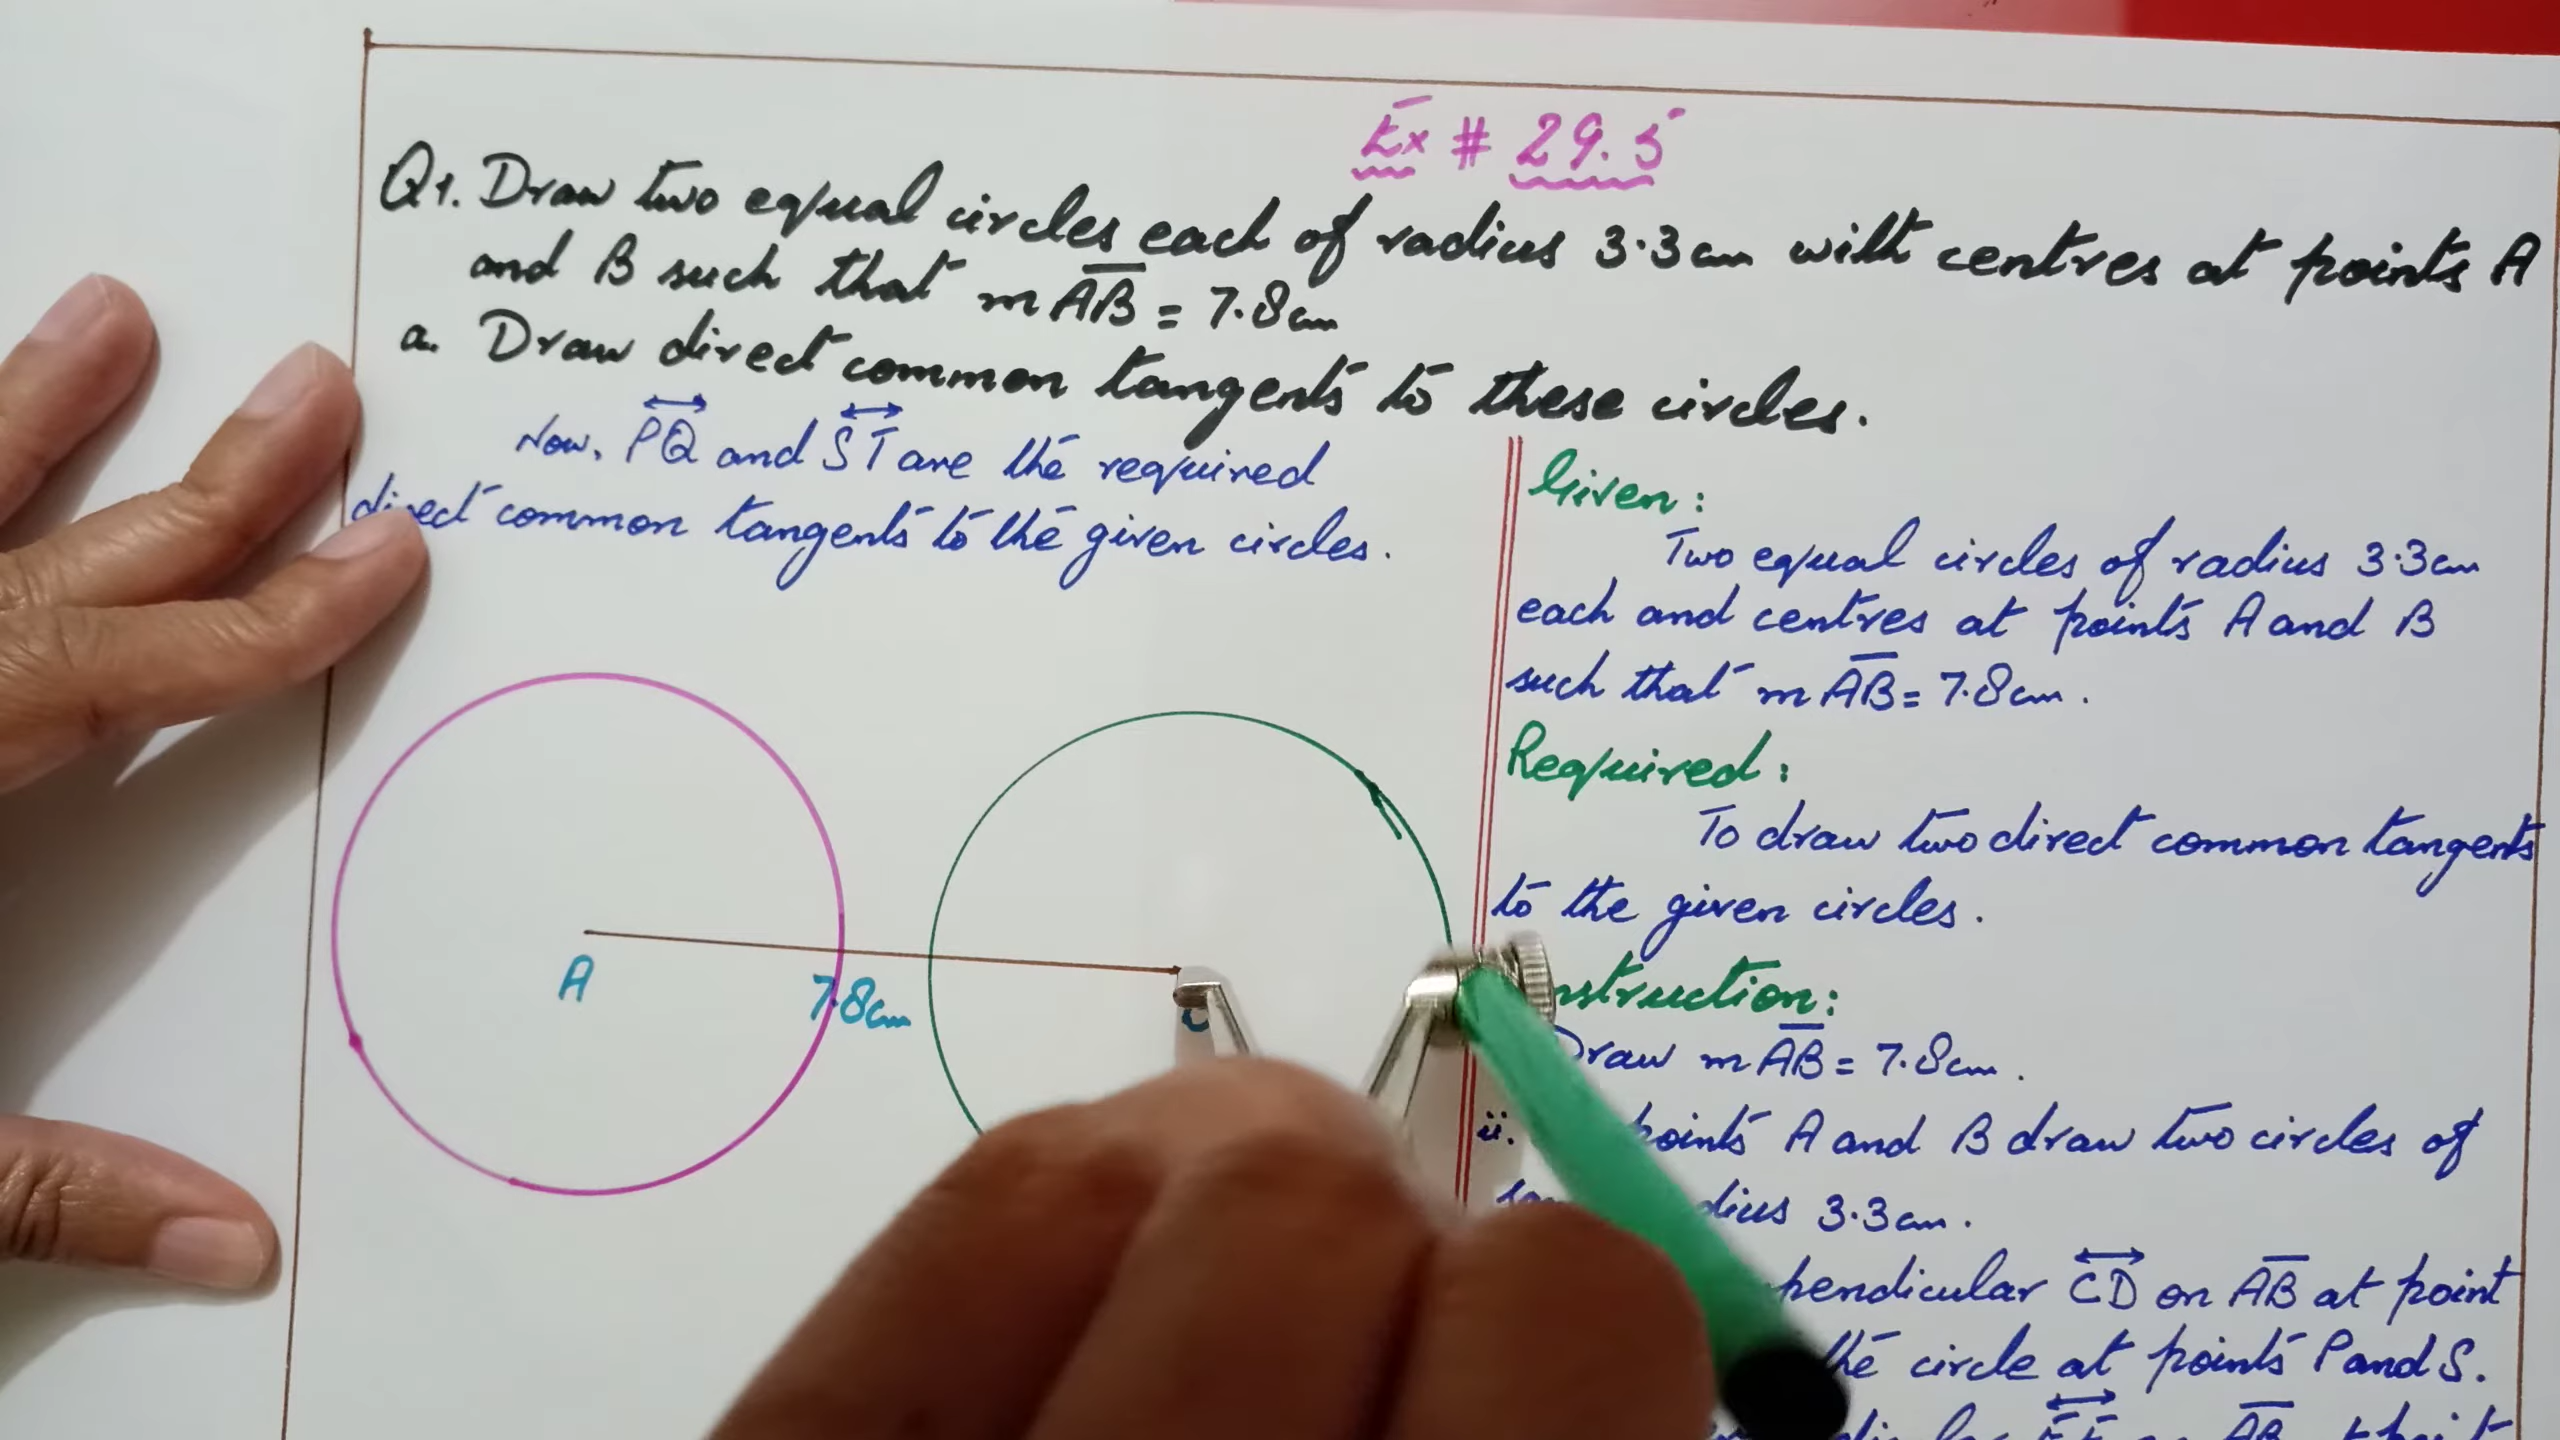 Ex # 29.5
Q1. Draw two equal circles each of radius 3.3cm with centres at points A
and B such that mAB = 7.8cm
a. Draw direct common tangents to these circles.
Now, PQ and ST are the required
direct common tangents to the given circles.
A
7.8cm
Given:
Two equal circles of radius 3.3cm
each and centres at points A and B
such that mAB = 7.8cm.
Required:
To draw two direct common tangents
to the given circles.
nstruction:
Draw mAB = 7.8cm.
ii. points A and B draw two circles of
dius 3.3cm.
pendicular CD on AB at point
the circle at points P and S.
AB